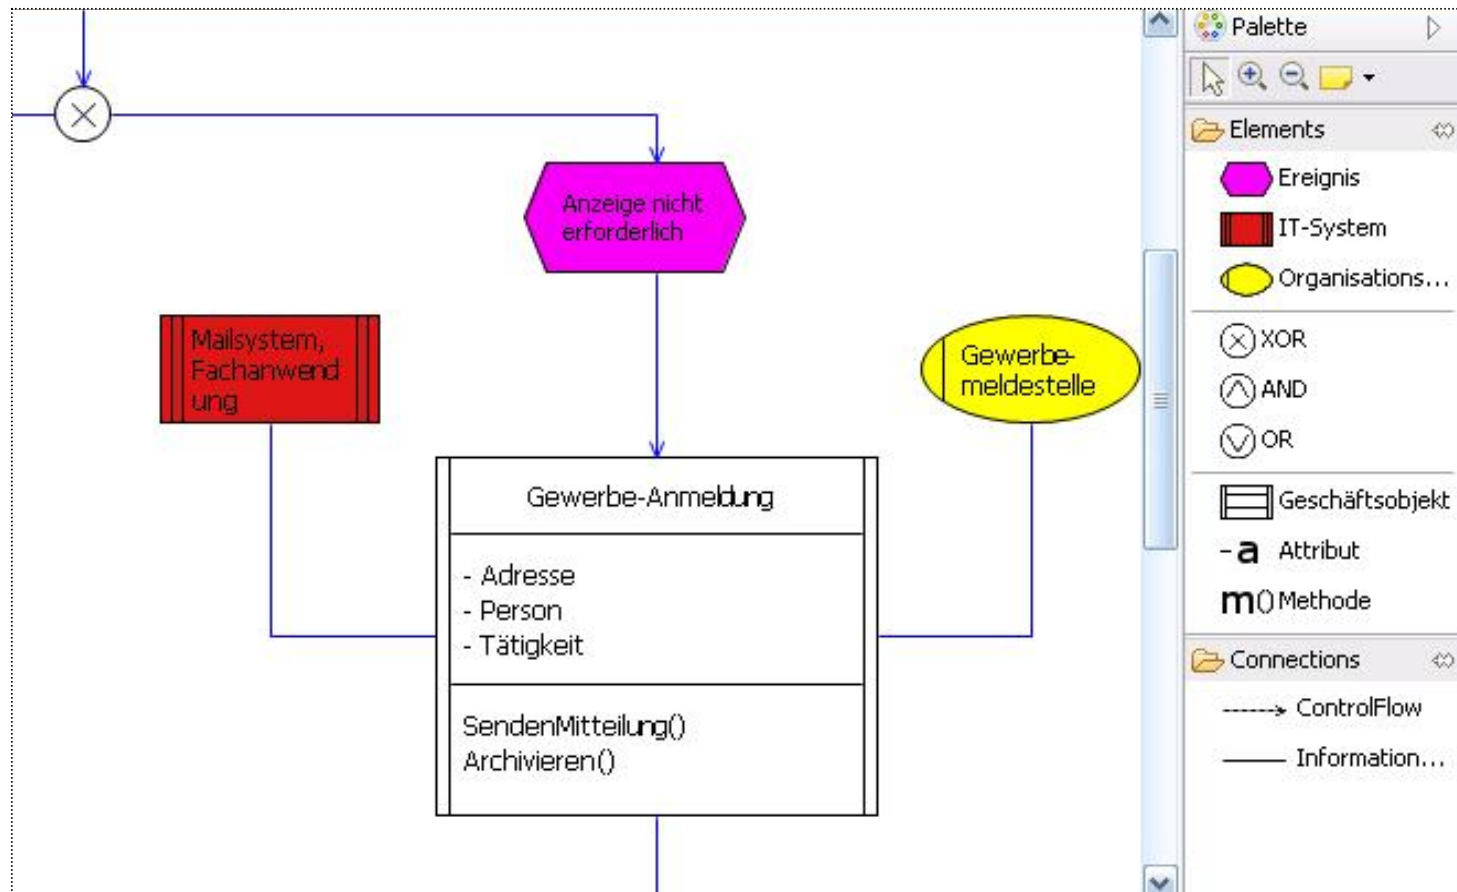 Anzeige nicht
erforderlich
Mailsystem,
Fachanwend
ung
Gewerbe-
meldestelle
Gewerbe-Anmeldung
- Adresse
- Person
- Tätigkeit
SendenMitteilung()
Archivieren()
Palette
Elements
Ereignis
IT-System
Organisations...
XOR
AND
OR
Geschäftsobjekt
-a Attribut
m() Methode
Connections
ControlFlow
Information...